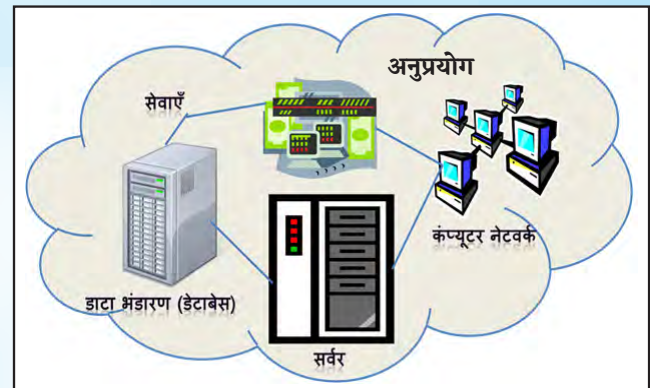 अनुप्रयोग
सेवाएँ
कंप्यूटर नेटवर्क
डाटा भंडारण (डेटाबेस)
सर्वर